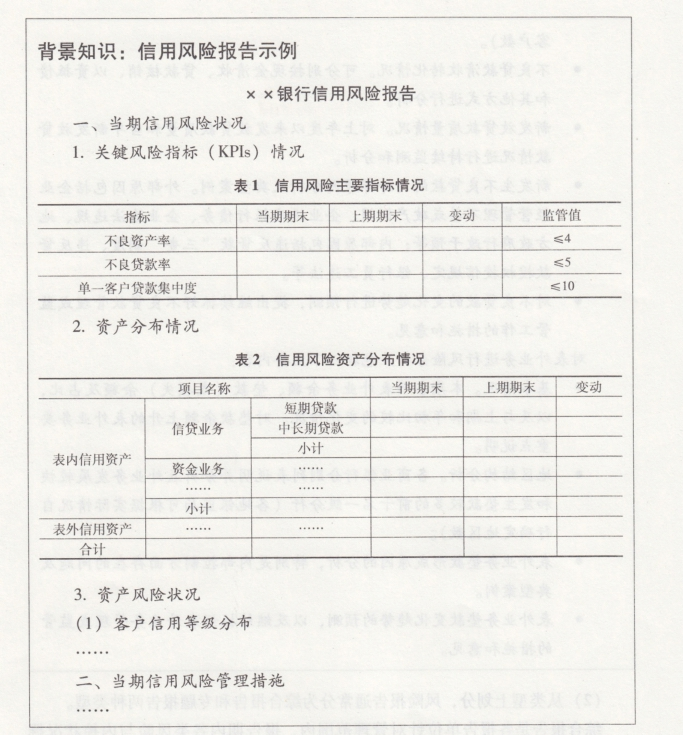 背景知识：信用风险报告示例
××银行信用风险报告
一、当期信用风险状况
1. 关键风险指标（KPIs）情况
表 1 信用风险主要指标情况
指标 当期期末 上期期末 变动 监管值
不良资产率 ≤4
不良贷款率 ≤5
单一客户贷款集中度 ≤10
2. 资产分布情况
表 2 信用风险资产分布情况
项目名称 当期期末 上期期末 变动
表内信用资产 信贷业务 短期贷款
中长期贷款
小计
资金业务 ……
…… ……
小计
表外信用资产 …… ……
合计
3. 资产风险状况
（1）客户信用等级分布
……
二、当期信用风险管理措施
……